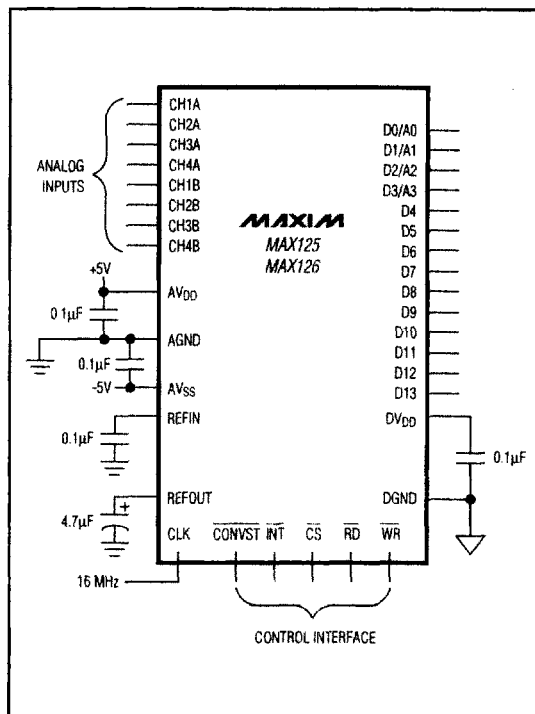 CH1A
CH2A
CH3A
CH4A
CH1B
CH2B
CH3B
CH4B
ANALOG
INPUTS
+5V
AVDD
0.1µF
AGND
0.1µF
-5V
AVSS
REFIN
0.1µF
REFOUT
+
4.7µF
CLK
16 MHz
MAXIM
MAX125
MAX126
D0/A0
D1/A1
D2/A2
D3/A3
D4
D5
D6
D7
D8
D9
D10
D11
D12
D13
DVDD
0.1µF
DGND
CONVST INT CS RD WR
CONTROL INTERFACE